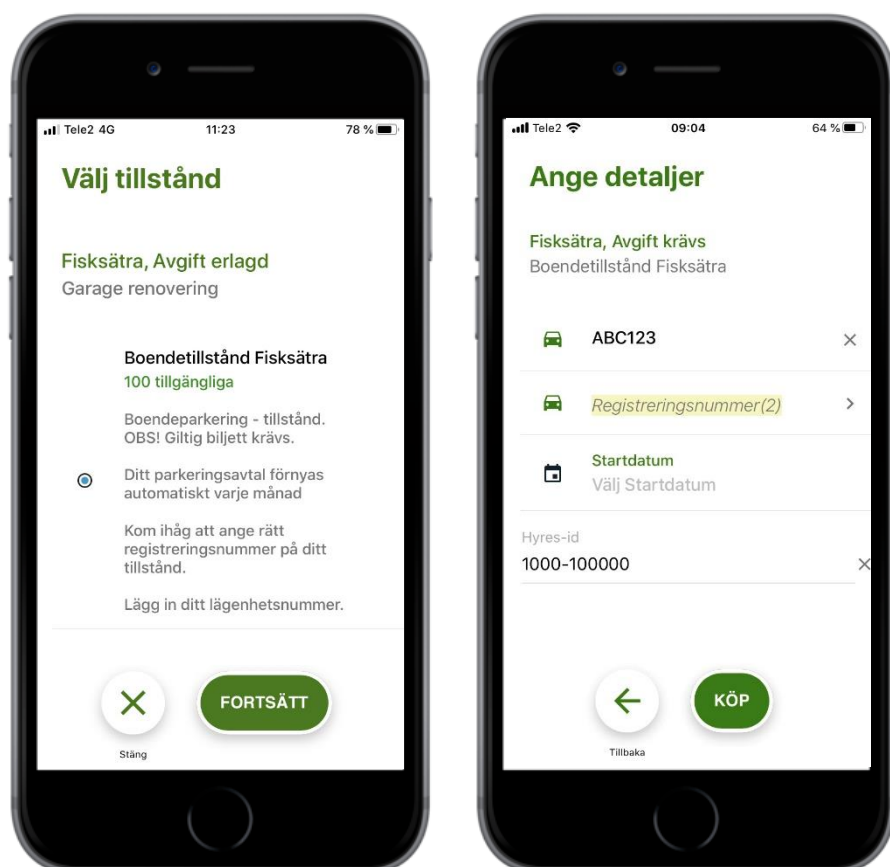 Tele2 4G 11:23 78 %
Välj tillstånd
Fisksätra, Avgift erlagd
Garage renovering
Boendetillstånd Fisksätra
100 tillgängliga
Boendeparkering - tillstånd.
OBS! Giltig biljett krävs.
Ditt parkeringsavtal förnyas
automatiskt varje månad
Kom ihåg att ange rätt
registreringsnummer på ditt
tillstånd.
Lägg in ditt lägenhetsnummer.
FORTSÄTT
Stäng
Tele2 09:04 64 %
Ange detaljer
Fisksätra, Avgift krävs
Boendetillstånd Fisksätra
ABC123
Registreringsnummer(2)
Startdatum
Välj Startdatum
Hyres-id
1000-100000
KÖP
Tillbaka